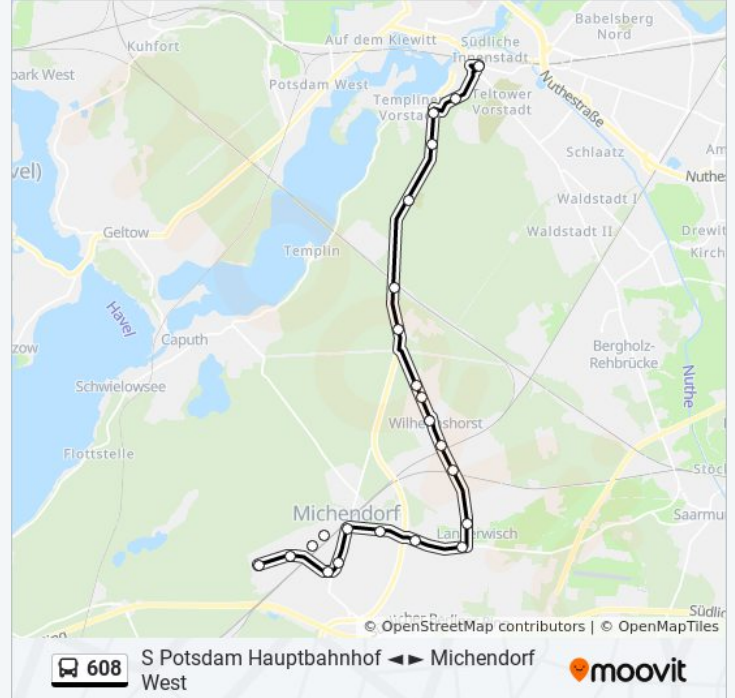 Babelsberg
Nord
Kuhfort
Auf dem Kiewitt
Südliche
Innenstadt
park West
Potsdam West
Nuthestraße
Templiner
Vorstadt
Teltower
Vorstadt
Schlaatz
Am
Nuthe
vel)
Waldstadt I
Geltow
Waldstadt II
Drewit
Kirch
Templin
Havel
zow
Caputh
Bergholz-
Rehbrücke
Schwielowsee
Nuthe
Wilhelmshorst
Flottstelle
Stöc
Michendorf
Saarmu
Langerwisch
Südlic
© OpenStreetMap contributors | © OpenMapTiles
608
S Potsdam Hauptbahnhof ◄ ► Michendorf
West
moovit